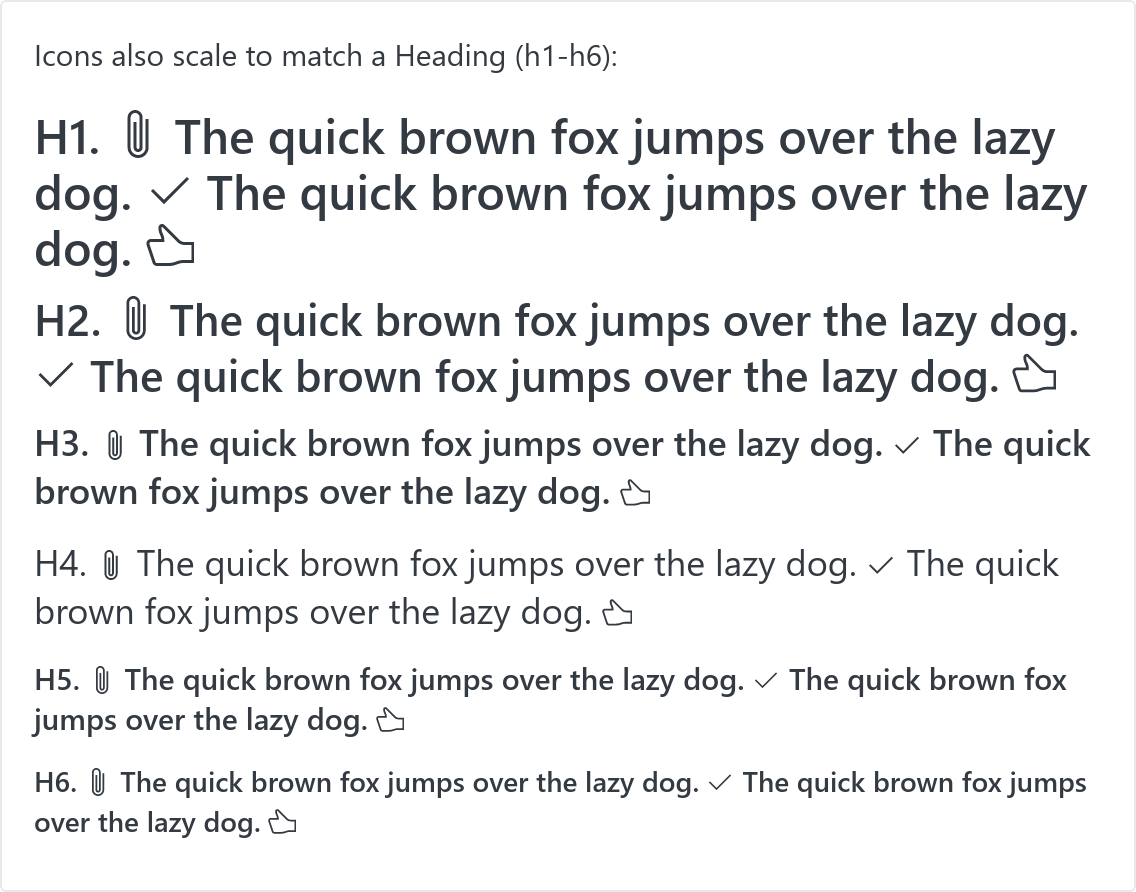 Icons also scale to match a Heading (h1-h6):
H1. The quick brown fox jumps over the lazy
dog. ✓ The quick brown fox jumps over the lazy
dog.
H2. The quick brown fox jumps over the lazy dog.
✓ The quick brown fox jumps over the lazy dog.
H3. The quick brown fox jumps over the lazy dog. ✓ The quick
brown fox jumps over the lazy dog.
H4. The quick brown fox jumps over the lazy dog. ✓ The quick
brown fox jumps over the lazy dog.
H5. The quick brown fox jumps over the lazy dog. ✓ The quick brown fox
jumps over the lazy dog.
H6. The quick brown fox jumps over the lazy dog. ✓ The quick brown fox jumps
over the lazy dog.